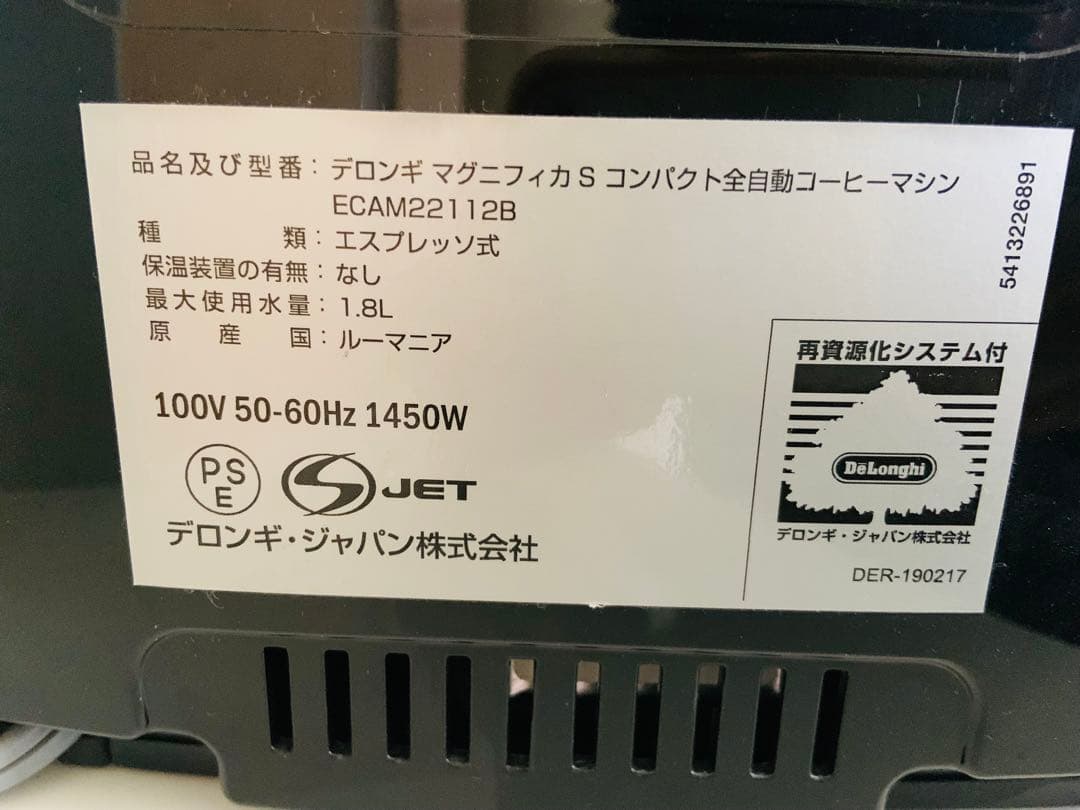 品名及び型番：デロンギ マグニフィカ S コンパクト全自動コーヒーマシン
ECAM22112B
種類：エスプレッソ式
保温装置の有無：なし
最大使用水量：1.8L
原産国：ルーマニア
100V 50-60Hz 1450W
PS
E
S JET
デロンギ・ジャパン株式会社
5413226891
再資源化システム付
DeLonghi
デロンギ・ジャパン株式会社
DER-190217